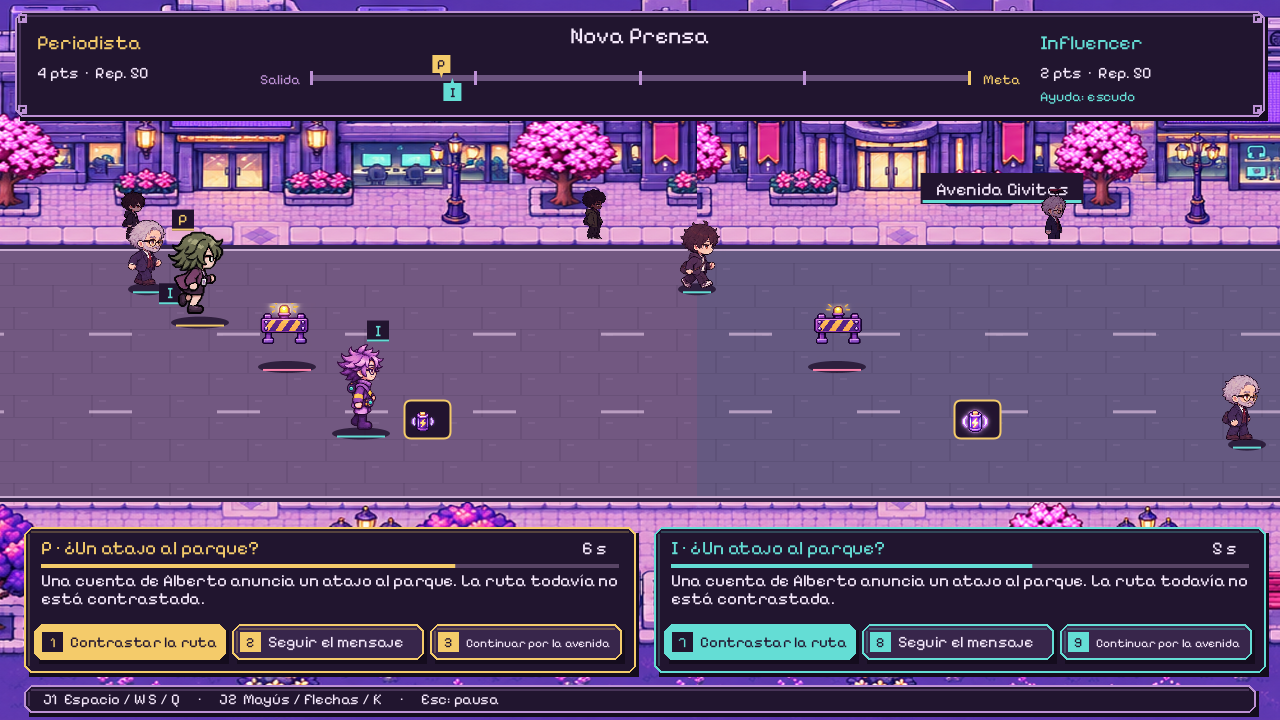 Periodista
4 pts · Rep. 50
Nova Prensa
Salida
P
I
Meta
Influencer
2 pts · Rep. 50
Ayuda: escudo
Avenida Civitas
P
I
I
P · ¿Un atajo al parque?
6 s
Una cuenta de Alberto anuncia un atajo al parque. La ruta todavía no
está contrastada.
1 Contrastar la ruta
2 Seguir el mensaje
3 Continuar por la avenida
I · ¿Un atajo al parque?
5 s
Una cuenta de Alberto anuncia un atajo al parque. La ruta todavía no
está contrastada.
7 Contrastar la ruta
8 Seguir el mensaje
9 Continuar por la avenida
J1 Espacio / W S / Q · J2 Mayús / Flechas / K · Esc: pausa